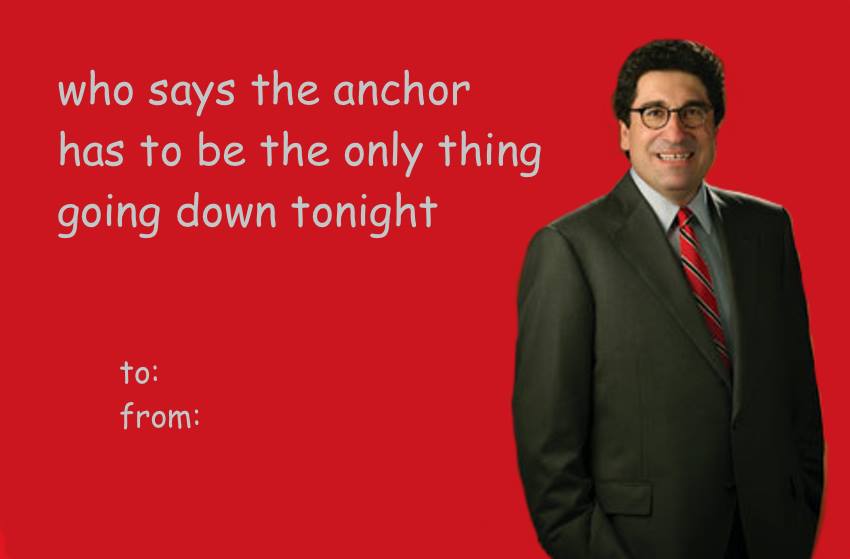 who says the anchor
has to be the only thing
going down tonight
to:
from: